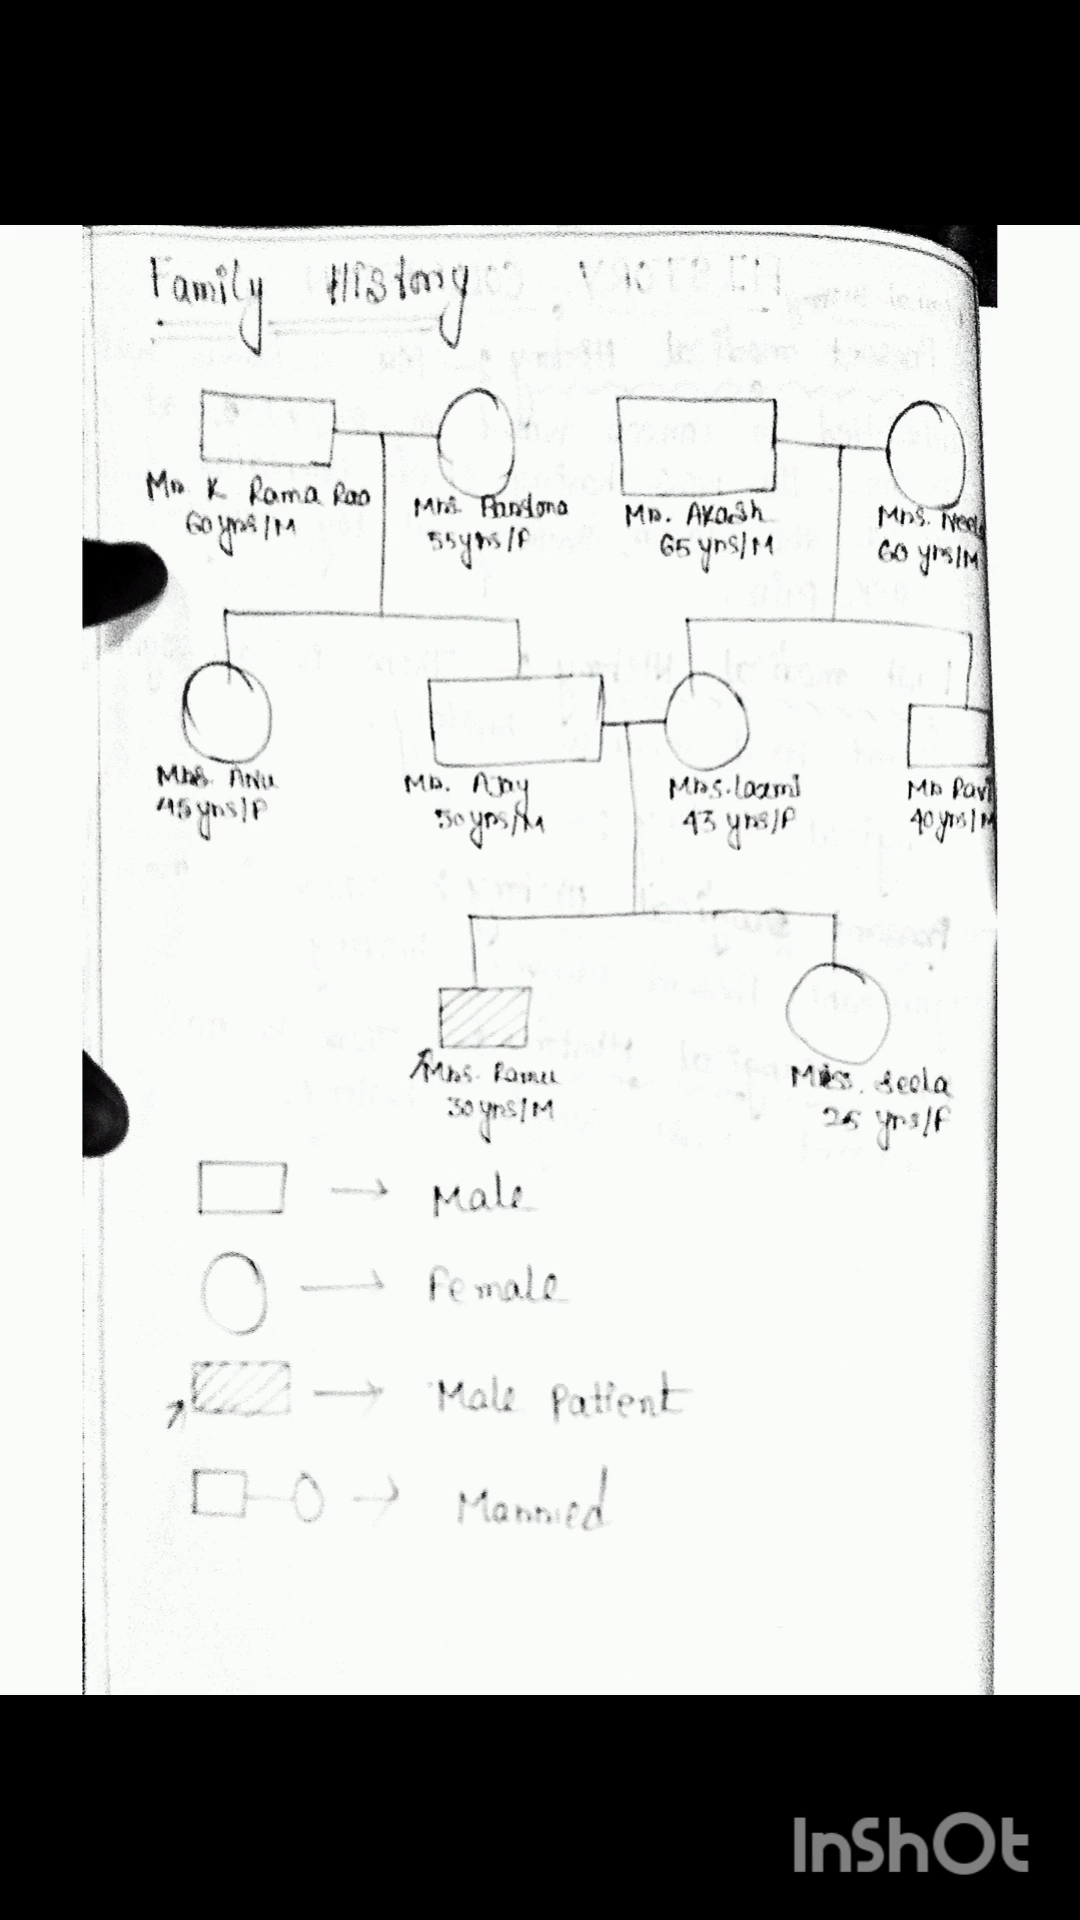 Family History
Mr. K Rama Rao
60 yrs/M
Mrs.
55 yrs/F
Mr. Akash
65 yrs/M
Mrs.
60 yrs/M
Mrs. Anu
45 yrs/F
Mr. Ajay
50 yrs/M
Mrs. Laxmi
43 yrs/F
Mr
40 yrs/M
Mrs. Ramu
30 yrs/M
Miss. Seela
25 yrs/F
Male
Female
Male Patient
Married
InShOt